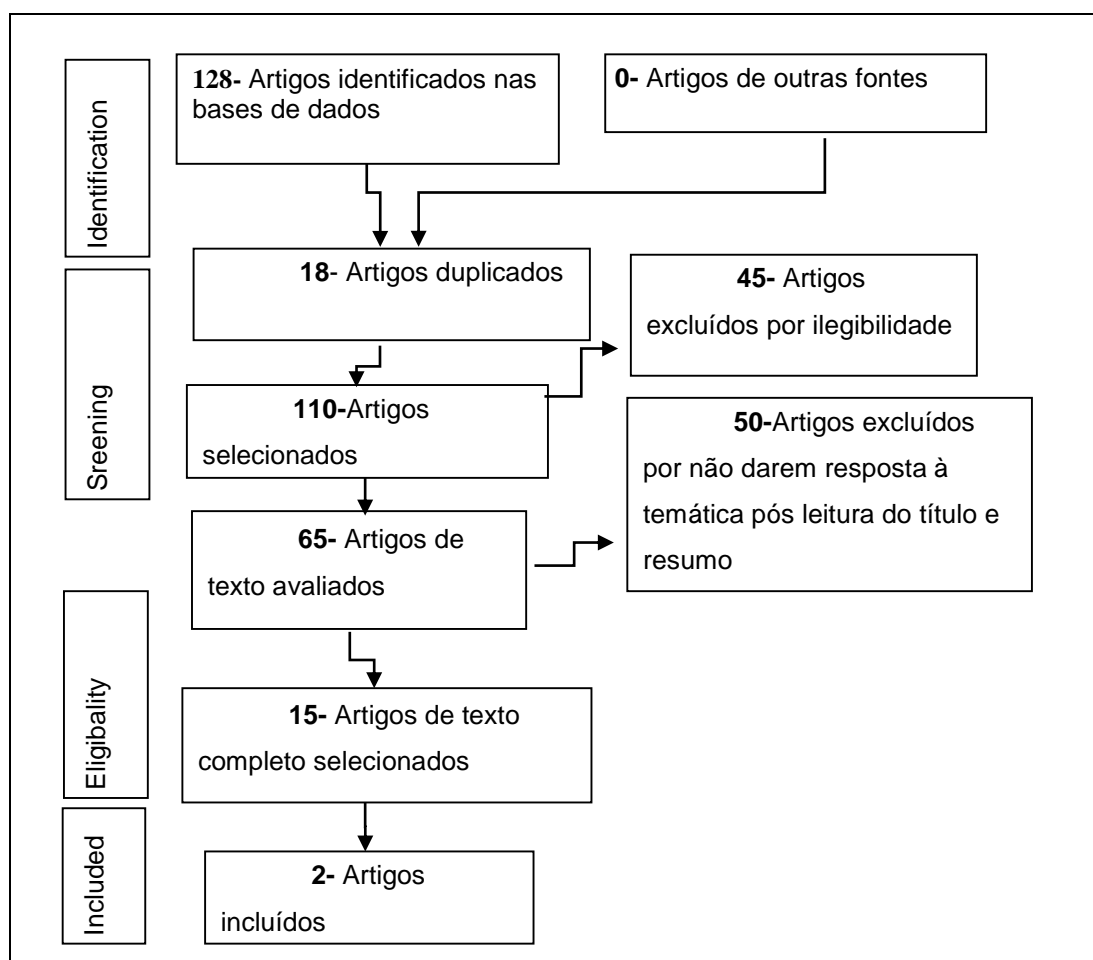 Identification
128- Artigos identificados nas
bases de dados
0- Artigos de outras fontes
Sreening
18- Artigos duplicados
45- Artigos
excluídos por ilegibilidade
110-Artigos
selecionados
50-Artigos excluídos
por não darem resposta à
temática pós leitura do título e
resumo
65- Artigos de
texto avaliados
Eligibality
15- Artigos de texto
completo selecionados
Included
2- Artigos
incluídos